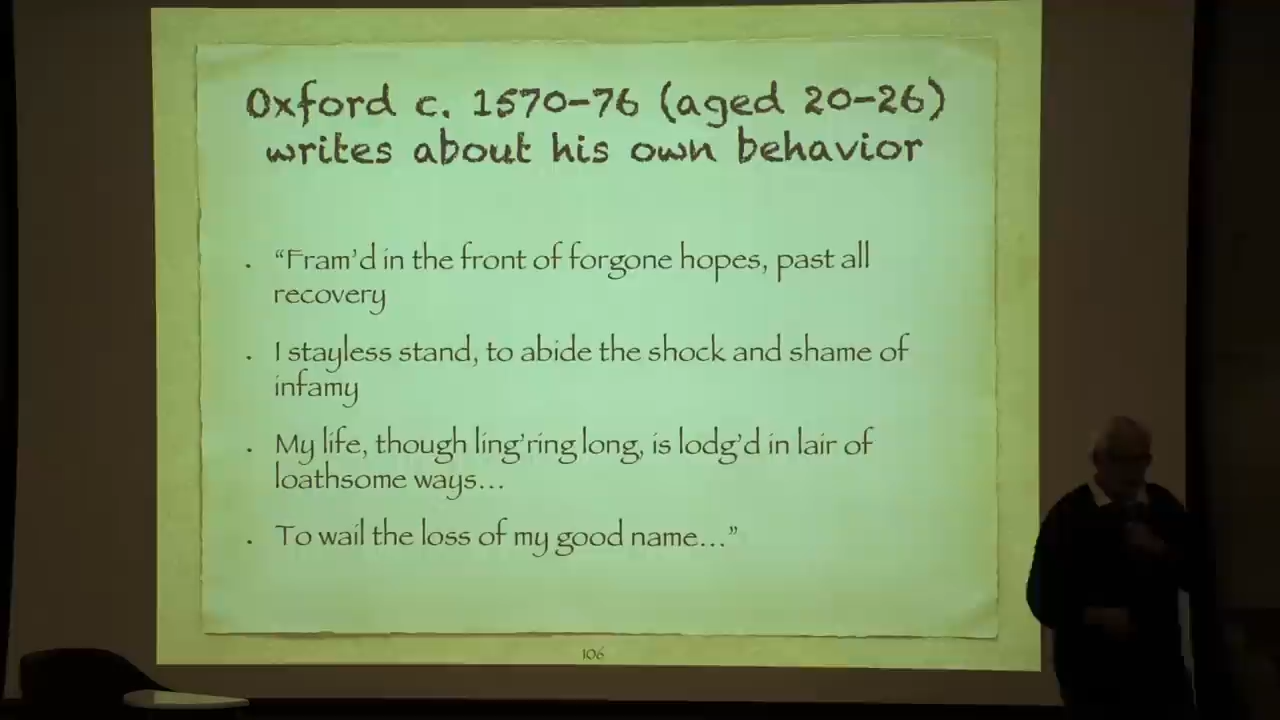 Oxford c. 1570-76 (aged 20-26)
writes about his own behavior
. “Fram’d in the front of forgone hopes, past all
recovery
. I stayless stand, to abide the shock and shame of
infamy
. My life, though ling’ring long, is lodg’d in lair of
loathsome ways…
. To wail the loss of my good name…”
106